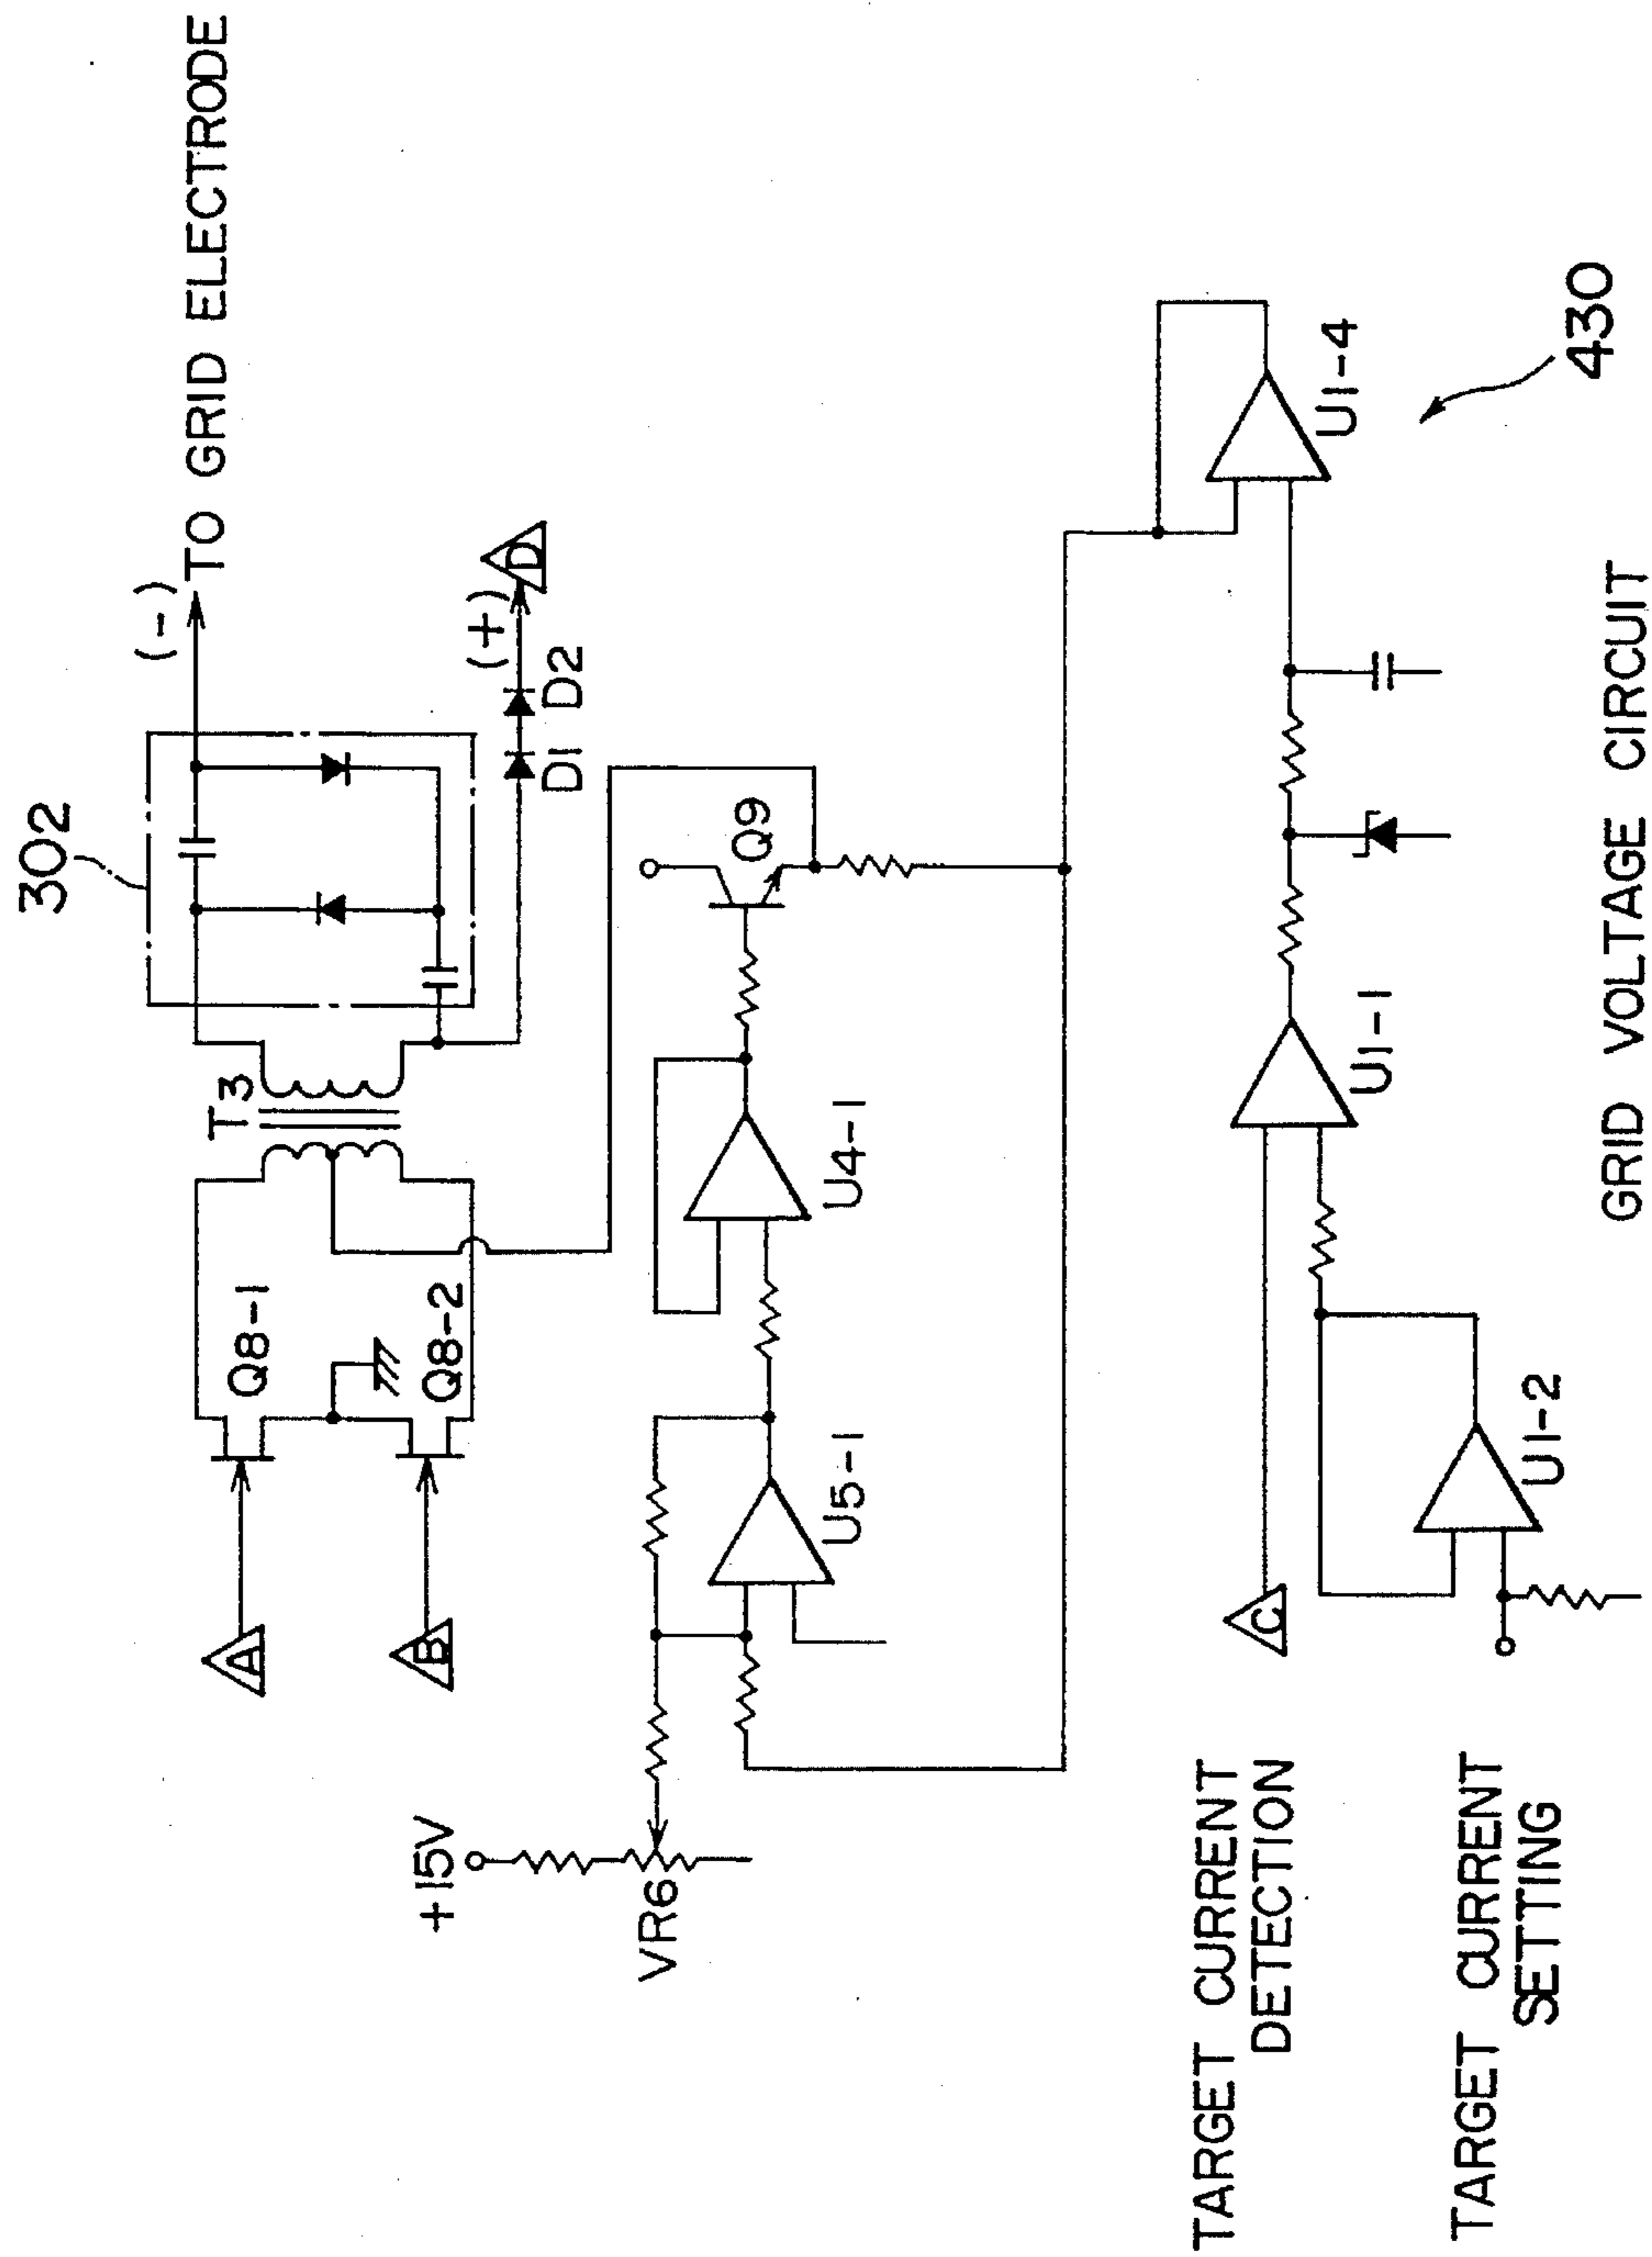 302
(-)
TO GRID ELECTRODE
A
Q8-1
T3
B
Q8-2
(+)
D
D1 D2
+15V
VR6
U5-1
U4-1
Q9
TARGET CURRENT
DETECTION
C
U1-1
U1-4
TARGET CURRENT
SETTING
U1-2
430
GRID VOLTAGE CIRCUIT